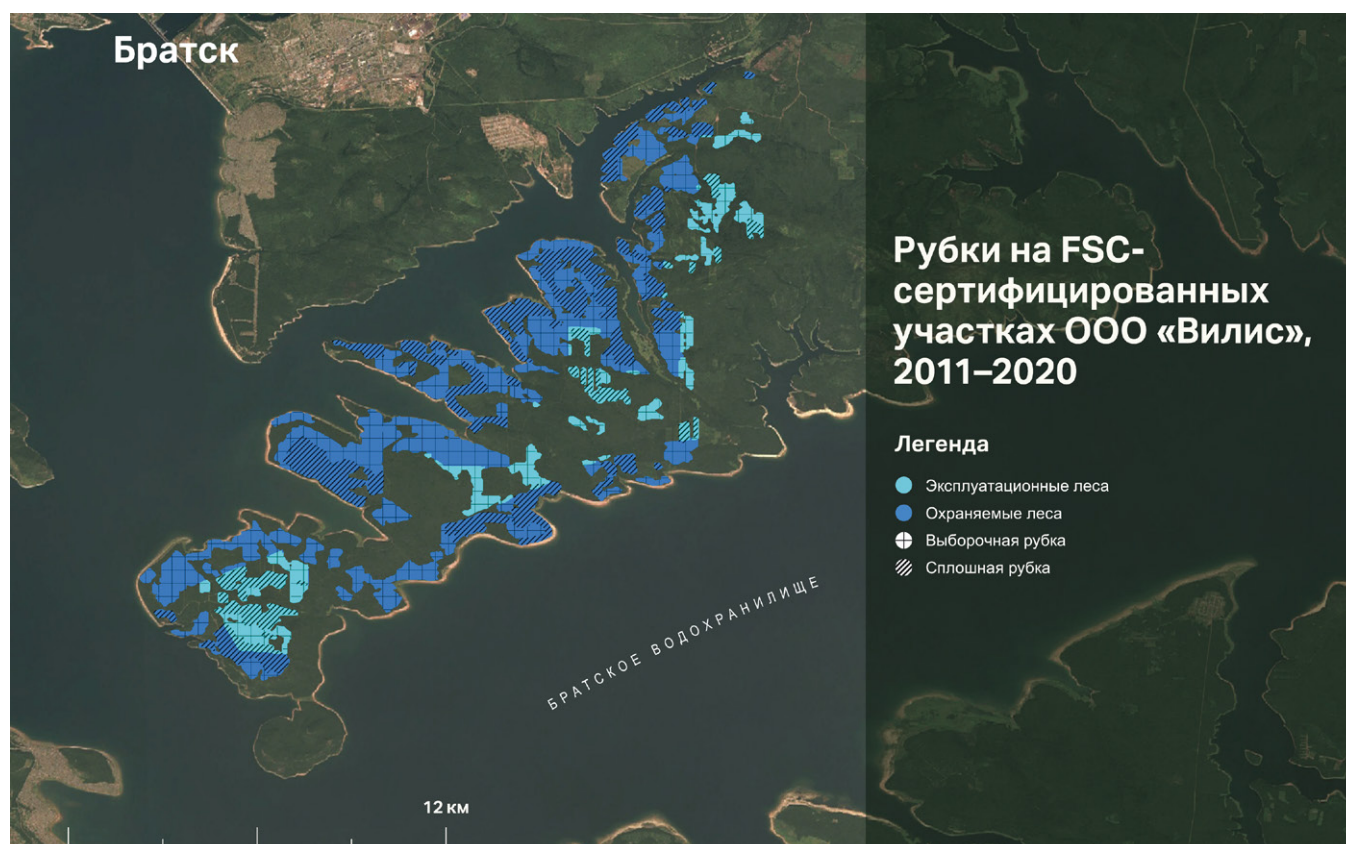 Братск
Рубки на FSC-
сертифицированных
участках ООО «Вилис»,
2011–2020
Легенда
Эксплуатационные леса
Охраняемые леса
Выборочная рубка
Сплошная рубка
БРАТСКОЕ ВОДОХРАНИЛИЩЕ
12 км